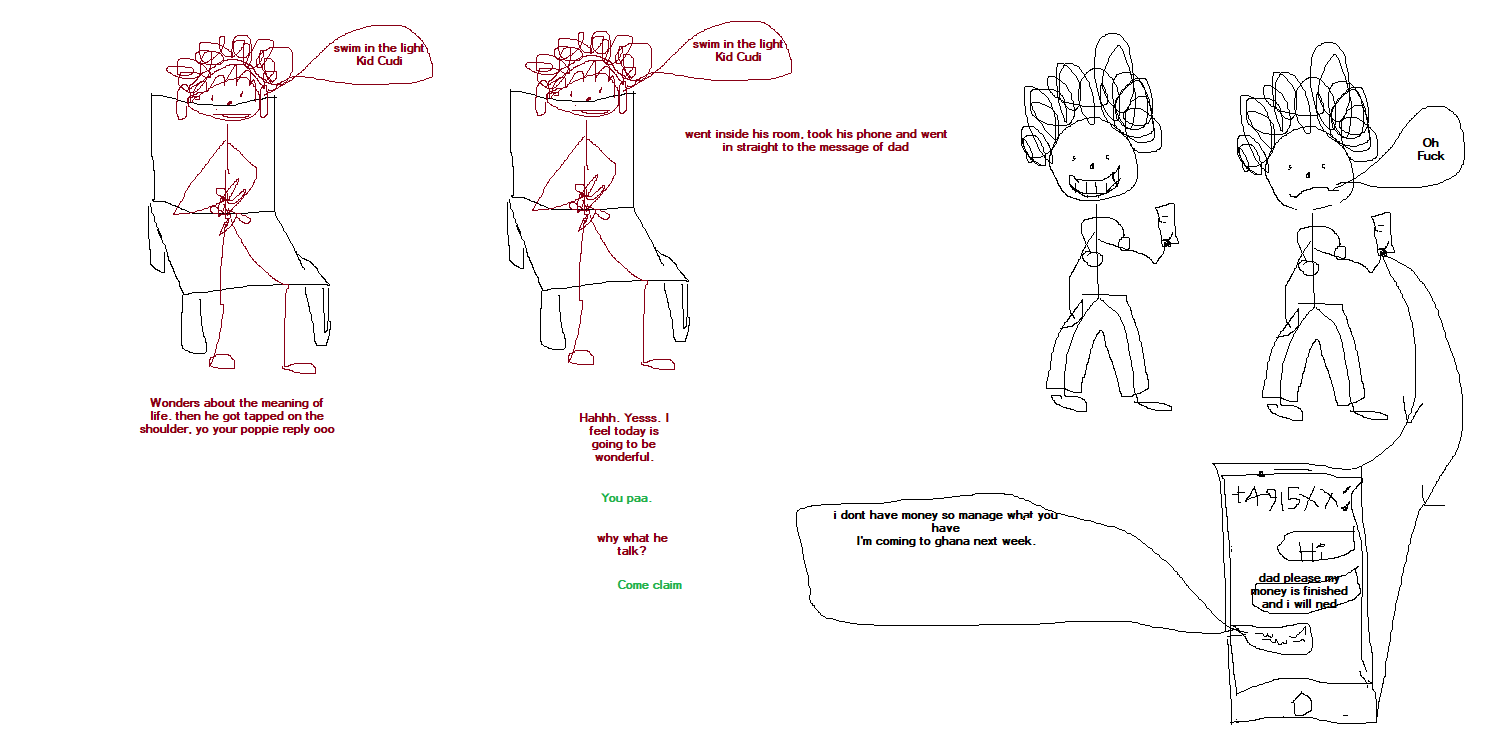 swim in the light
Kid Cudi
Wonders about the meaning of
life. then he got tapped on the
shoulder, yo your poppie reply ooo
swim in the light
Kid Cudi
Hahhh. Yesss. I
feel today is
going to be
wonderful.
You paa.
why what he
talk?
Come claim
went inside his room, took his phone and went
in straight to the message of dad
Oh
Fuck
+4915XX
Hi
dad please my
money is finished
and i will ned
i dont have money so manage what you
have
I'm coming to ghana next week.